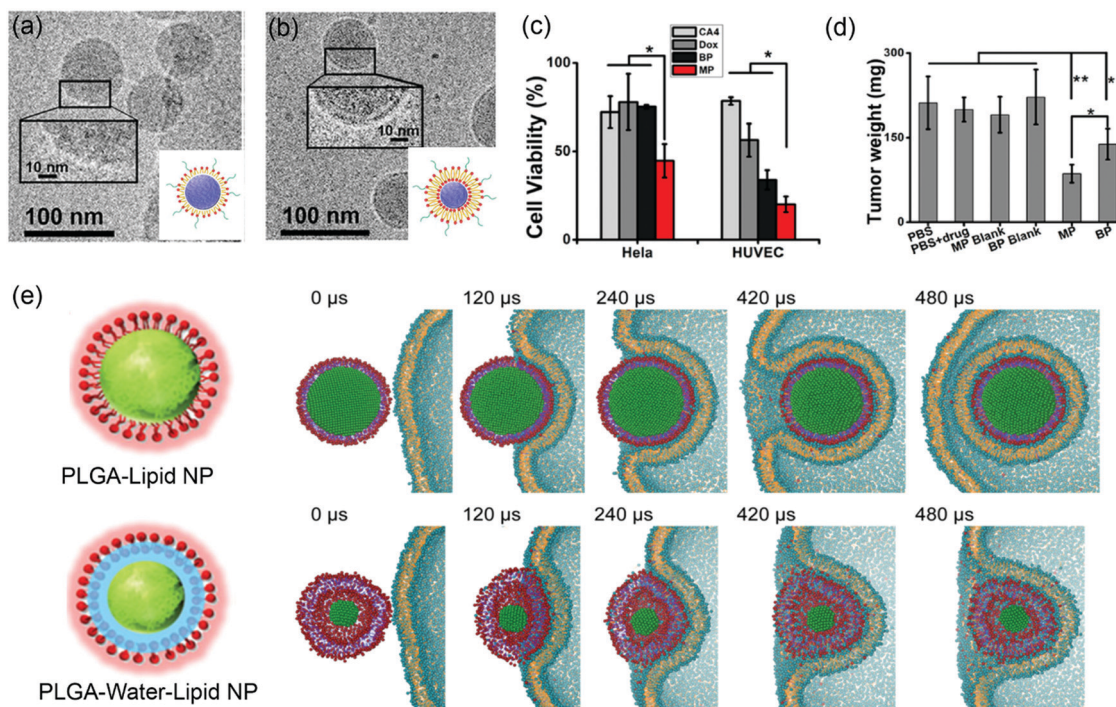 (a)
10 nm
100 nm
(b)
10 nm
100 nm
(c)
CA4
Dox
BP
MP
*
*
Cell Viability (%)
100
50
0
Hela
HUVEC
(d)
Tumor weight (mg)
300
200
100
0
**
*
*
PBS
PBS+drug
MP Blank
BP Blank
MP
BP
(e)
0 µs
120 µs
240 µs
420 µs
480 µs
PLGA-Lipid NP
0 µs
120 µs
240 µs
420 µs
480 µs
PLGA-Water-Lipid NP